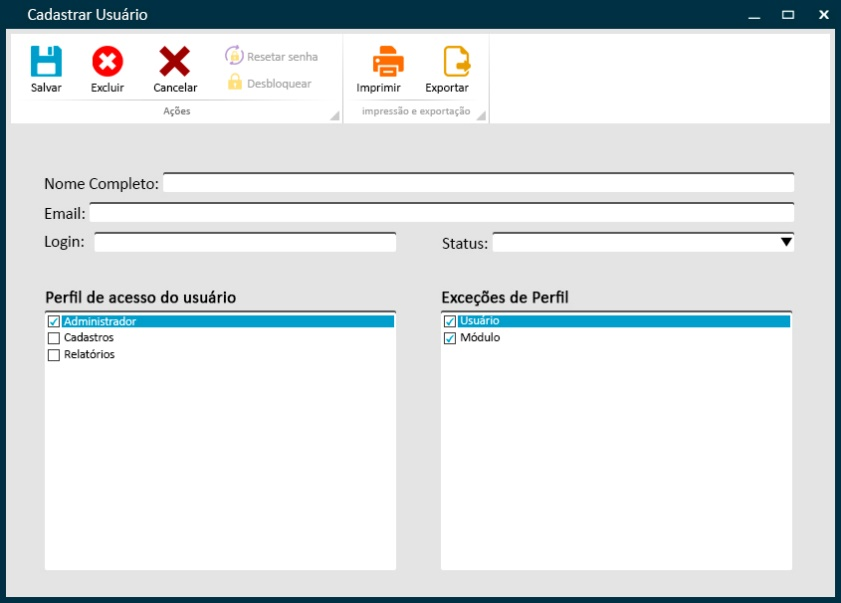 Cadastrar Usuário
Resetar senha
Desbloquear
Salvar Excluir Cancelar Imprimir Exportar
Ações impressão e exportação
Nome Completo:
Email:
Login: Status:
Perfil de acesso do usuário Exceções de Perfil
Administrador Usuário
Cadastros Módulo
Relatórios